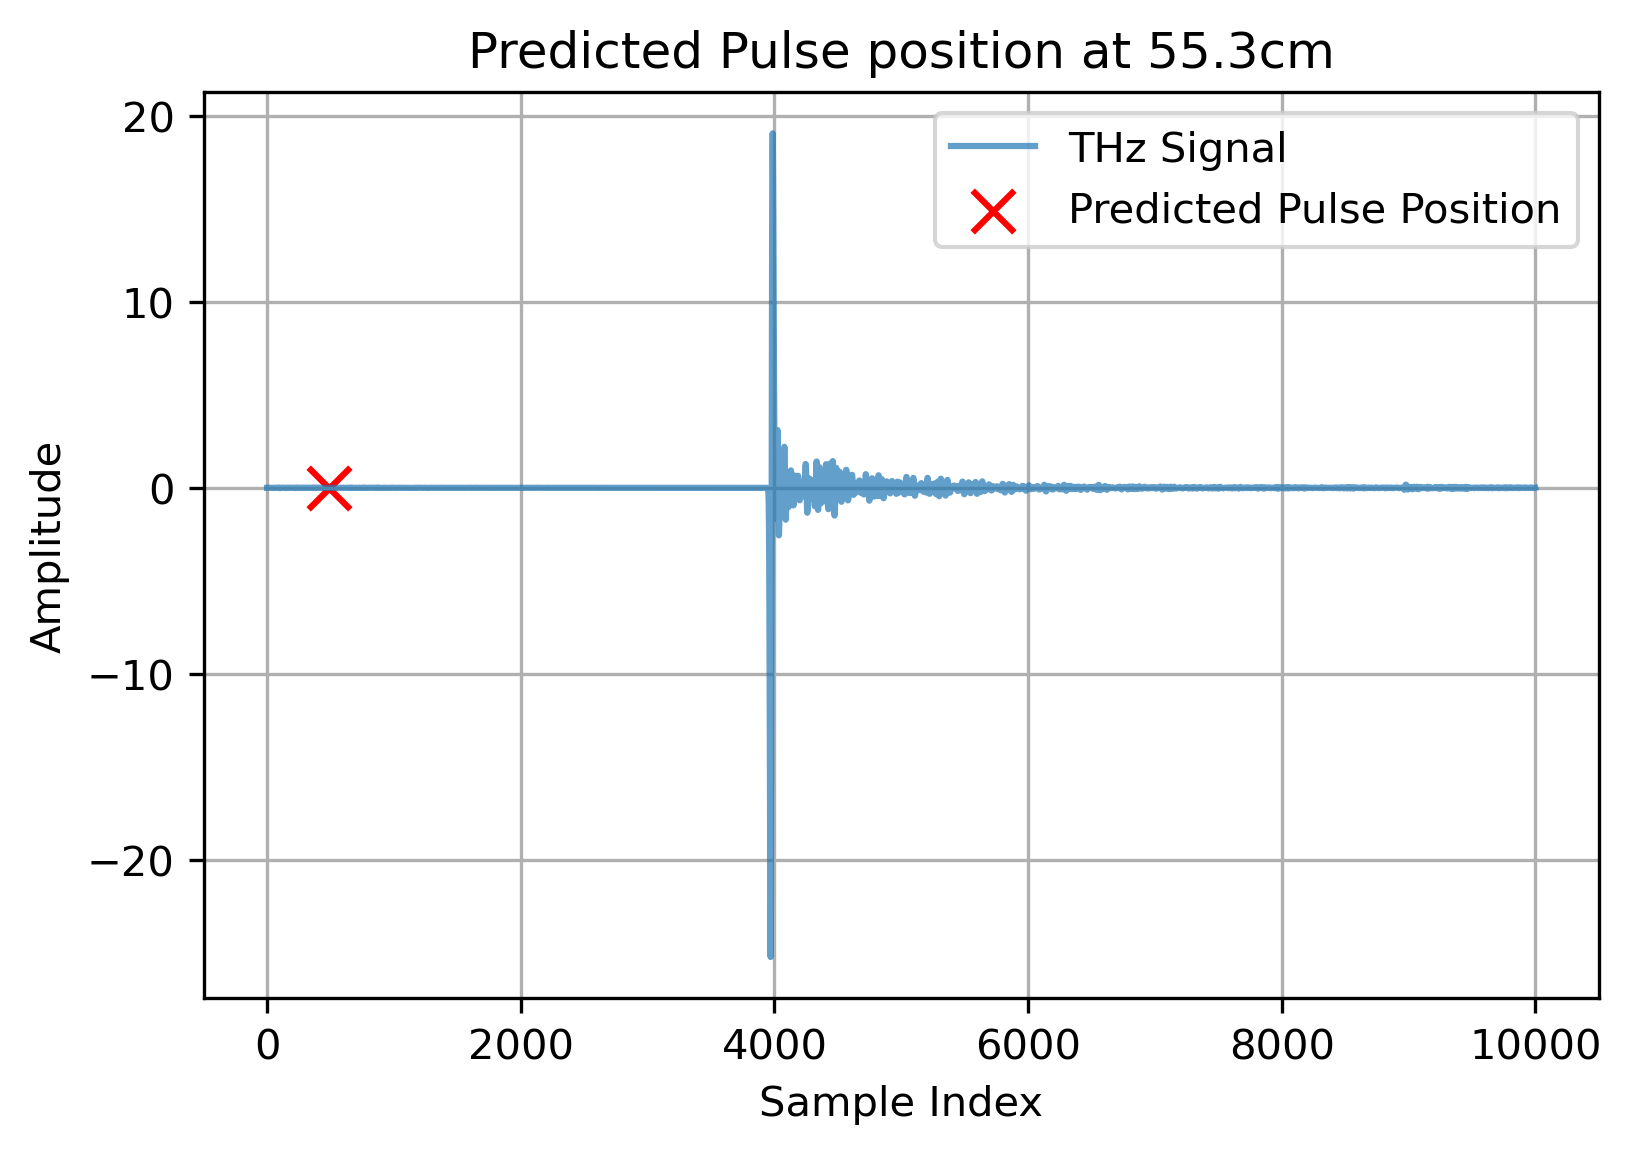 Predicted Pulse position at 55.3cm
THz Signal
Predicted Pulse Position
20
10
0
−10
−20
Amplitude
0 2000 4000 6000 8000 10000
Sample Index